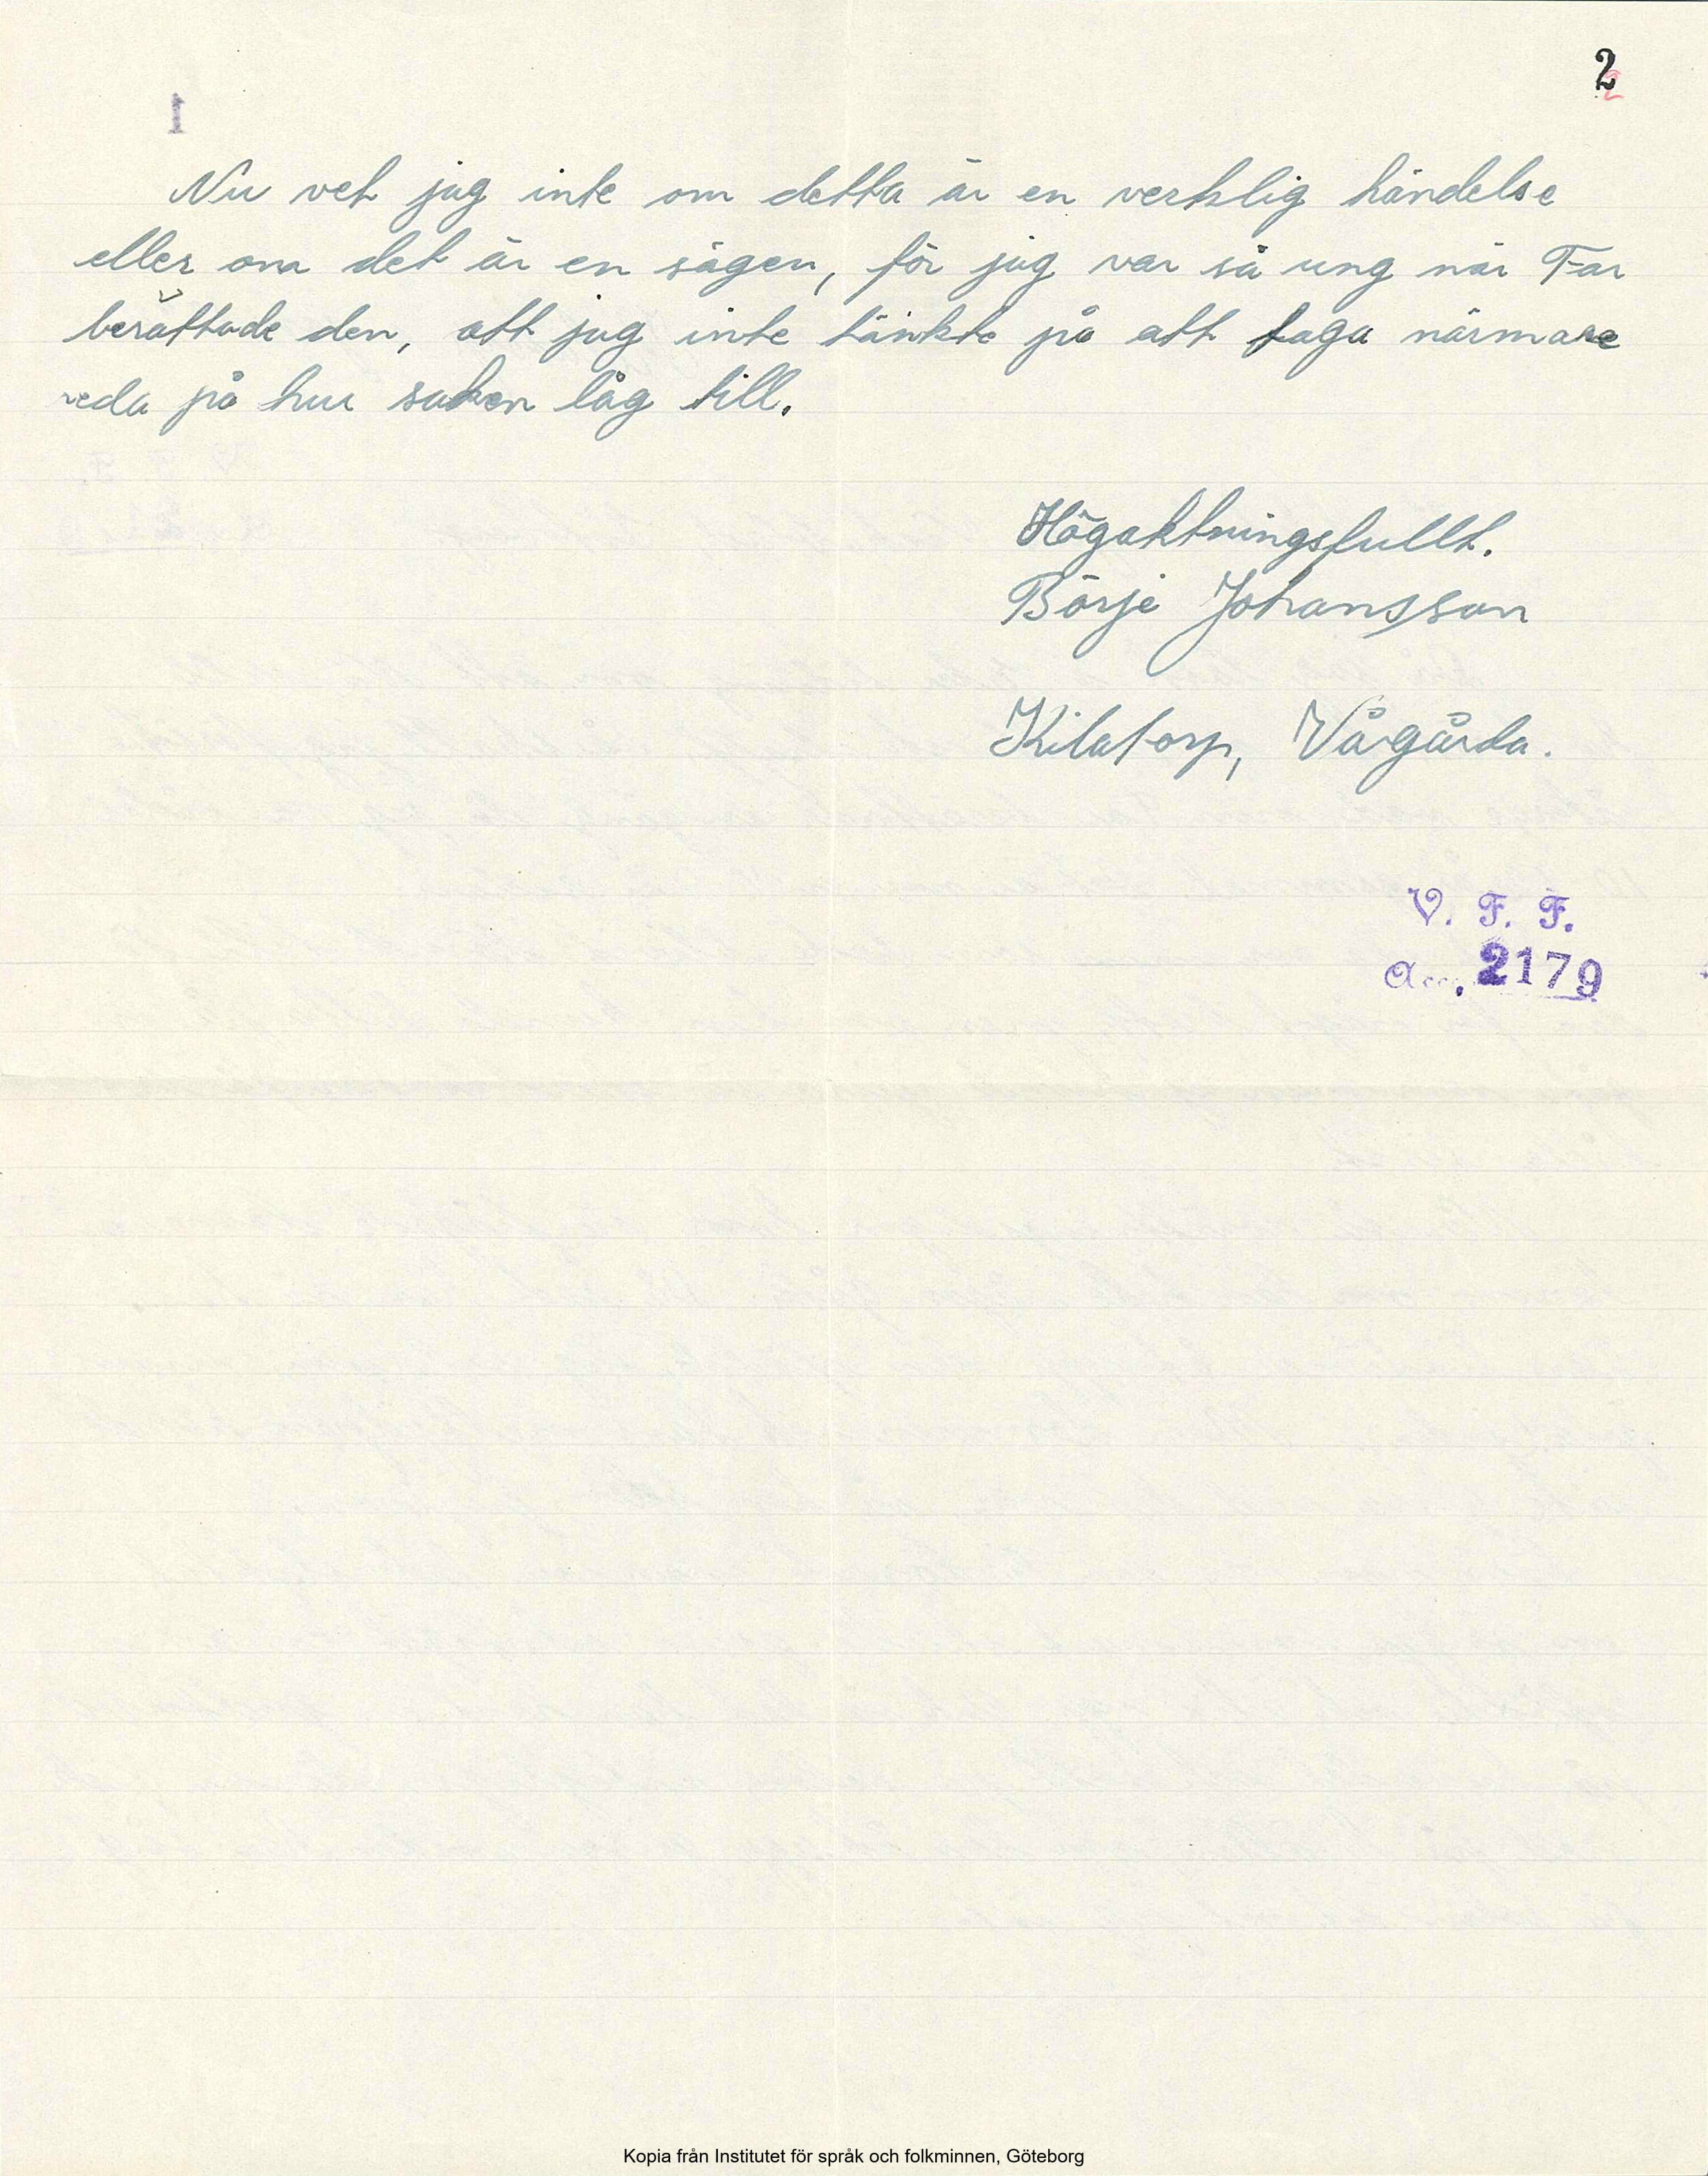 2
Nu vet jag inte om detta är en verklig händelse
eller om det är en sägen, för jag var så ung när Far
berättade den, att jag inte tänkte på att taga närmare
reda på hur saken låg till.
Högaktningsfullt.
Börje Johansson
Kilatorp, Vårgårda.
V. F. F.
Acc. 2179
Kopia från Institutet för språk och folkminnen, Göteborg